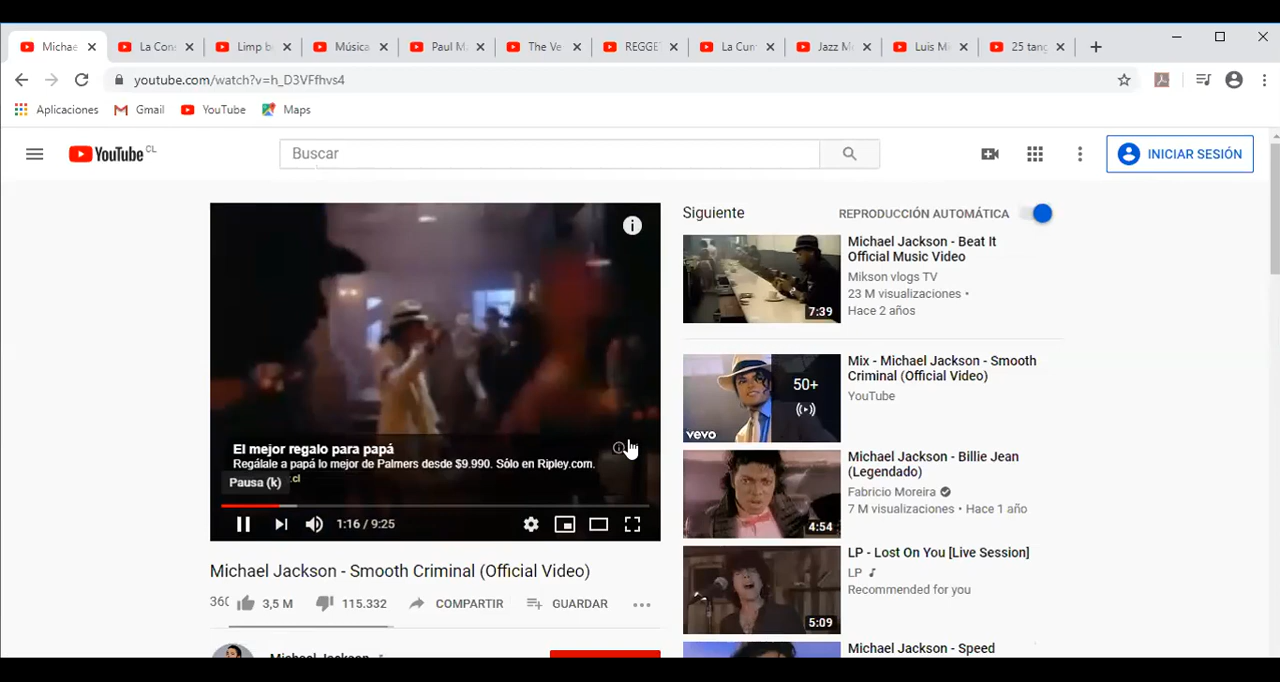 Michae
La Con
Limp b
Música
Paul M
The Ve
REGGET
La Cum
Jazz M
Luis Mi
25 tang
youtube.com/watch?v=h_D3VFfhvs4
Aplicaciones
Gmail
YouTube
Maps
YouTube CL
Buscar
INICIAR SESIÓN
El mejor regalo para papá
Regálale a papá lo mejor de Palmers desde $9.990. Sólo en Ripley.com.
.cl
Pausa (k)
1:16 / 9:25
Michael Jackson - Smooth Criminal (Official Video)
3,5 M
115.332
COMPARTIR
GUARDAR
Michael Jackson
Siguiente
REPRODUCCIÓN AUTOMÁTICA
7:39
Michael Jackson - Beat It
Official Music Video
Mikson vlogs TV
23 M visualizaciones •
Hace 2 años
vevo
50+
Mix - Michael Jackson - Smooth
Criminal (Official Video)
YouTube
4:54
Michael Jackson - Billie Jean
(Legendado)
Fabricio Moreira
7 M visualizaciones • Hace 1 año
5:09
LP - Lost On You [Live Session]
LP
Recommended for you
Michael Jackson - Speed